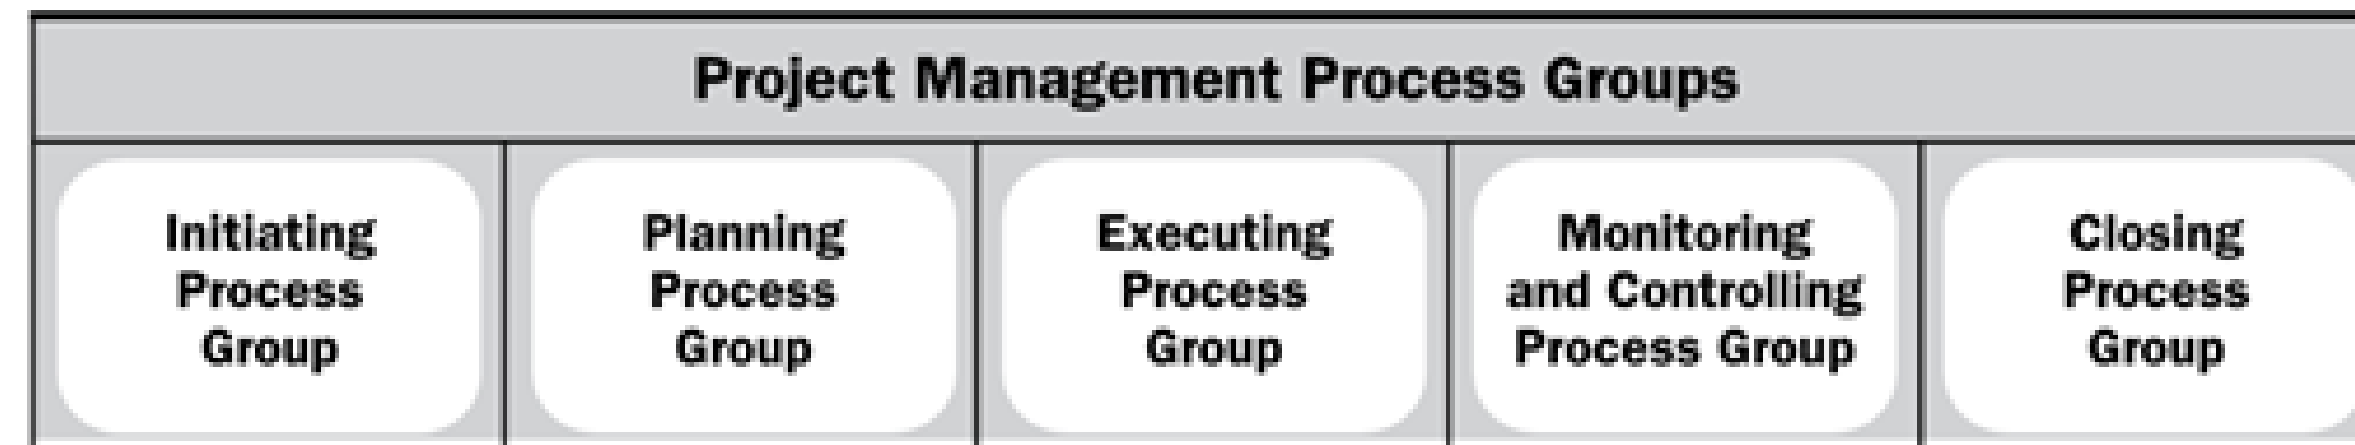 Project Management Process Groups
Initiating
Process
Group
Planning
Process
Group
Executing
Process
Group
Monitoring
and Controlling
Process Group
Closing
Process
Group